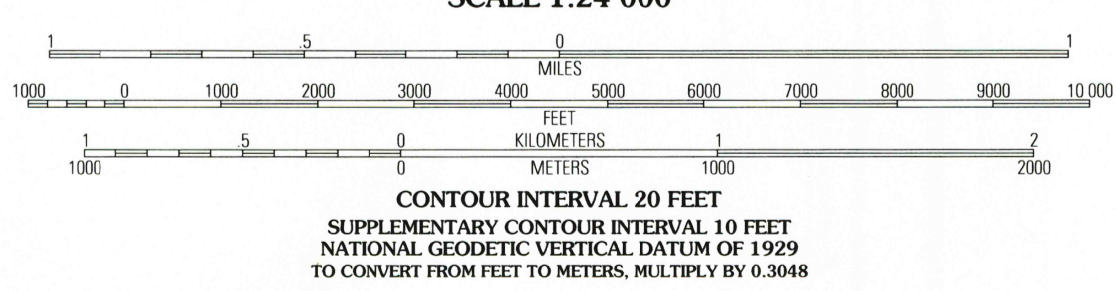 SCALE 1:24 000
1 .5 0 1
MILES
1000 0 1000 2000 3000 4000 5000 6000 7000 8000 9000 10 000
FEET
1 .5 0 KILOMETERS 1 2
1000 0 METERS 1000 2000
CONTOUR INTERVAL 20 FEET
SUPPLEMENTARY CONTOUR INTERVAL 10 FEET
NATIONAL GEODETIC VERTICAL DATUM OF 1929
TO CONVERT FROM FEET TO METERS, MULTIPLY BY 0.3048